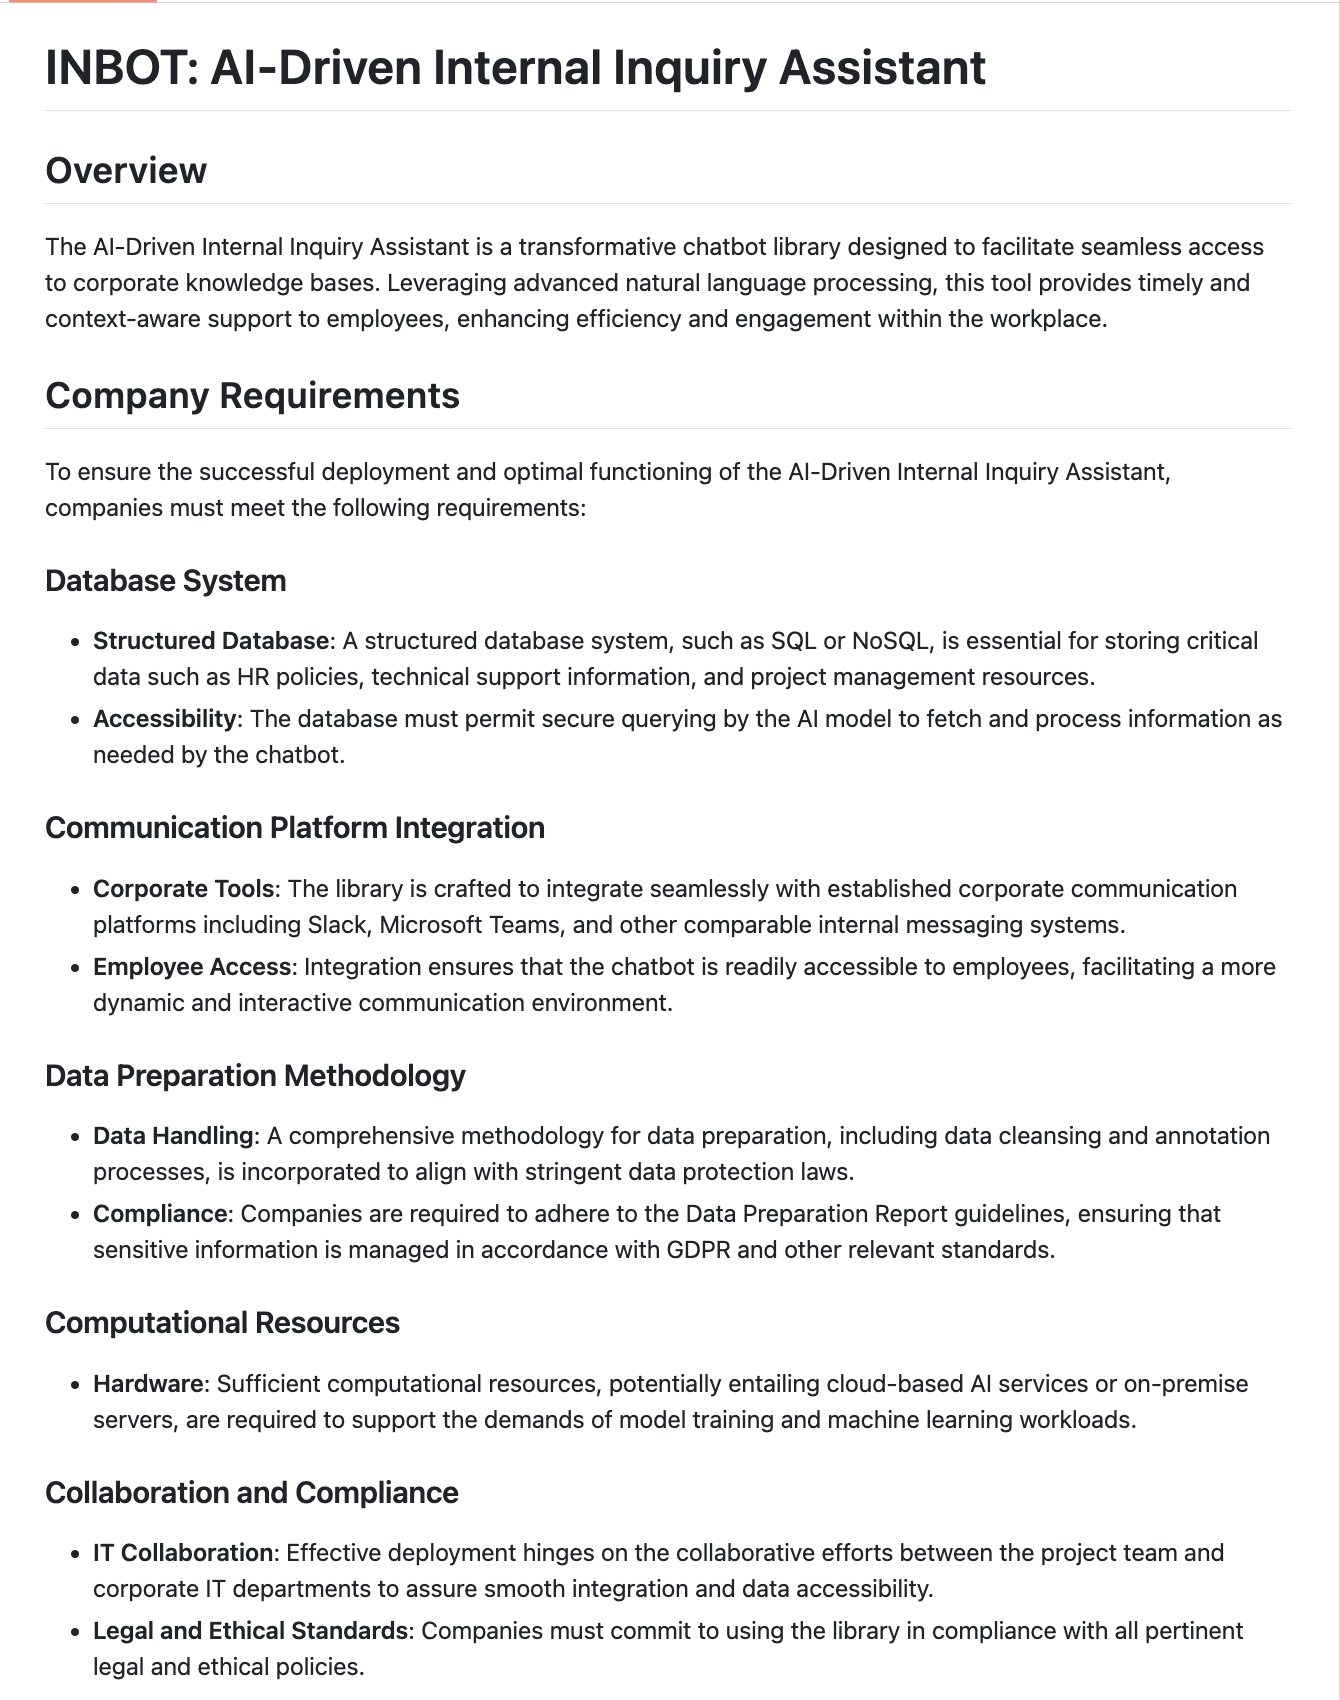 INBOT: AI-Driven Internal Inquiry Assistant
Overview
The AI-Driven Internal Inquiry Assistant is a transformative chatbot library designed to facilitate seamless access
to corporate knowledge bases. Leveraging advanced natural language processing, this tool provides timely and
context-aware support to employees, enhancing efficiency and engagement within the workplace.
Company Requirements
To ensure the successful deployment and optimal functioning of the AI-Driven Internal Inquiry Assistant,
companies must meet the following requirements:
Database System
• Structured Database: A structured database system, such as SQL or NoSQL, is essential for storing critical
data such as HR policies, technical support information, and project management resources.
• Accessibility: The database must permit secure querying by the AI model to fetch and process information as
needed by the chatbot.
Communication Platform Integration
• Corporate Tools: The library is crafted to integrate seamlessly with established corporate communication
platforms including Slack, Microsoft Teams, and other comparable internal messaging systems.
• Employee Access: Integration ensures that the chatbot is readily accessible to employees, facilitating a more
dynamic and interactive communication environment.
Data Preparation Methodology
• Data Handling: A comprehensive methodology for data preparation, including data cleansing and annotation
processes, is incorporated to align with stringent data protection laws.
• Compliance: Companies are required to adhere to the Data Preparation Report guidelines, ensuring that
sensitive information is managed in accordance with GDPR and other relevant standards.
Computational Resources
• Hardware: Sufficient computational resources, potentially entailing cloud-based AI services or on-premise
servers, are required to support the demands of model training and machine learning workloads.
Collaboration and Compliance
• IT Collaboration: Effective deployment hinges on the collaborative efforts between the project team and
corporate IT departments to assure smooth integration and data accessibility.
• Legal and Ethical Standards: Companies must commit to using the library in compliance with all pertinent
legal and ethical policies.